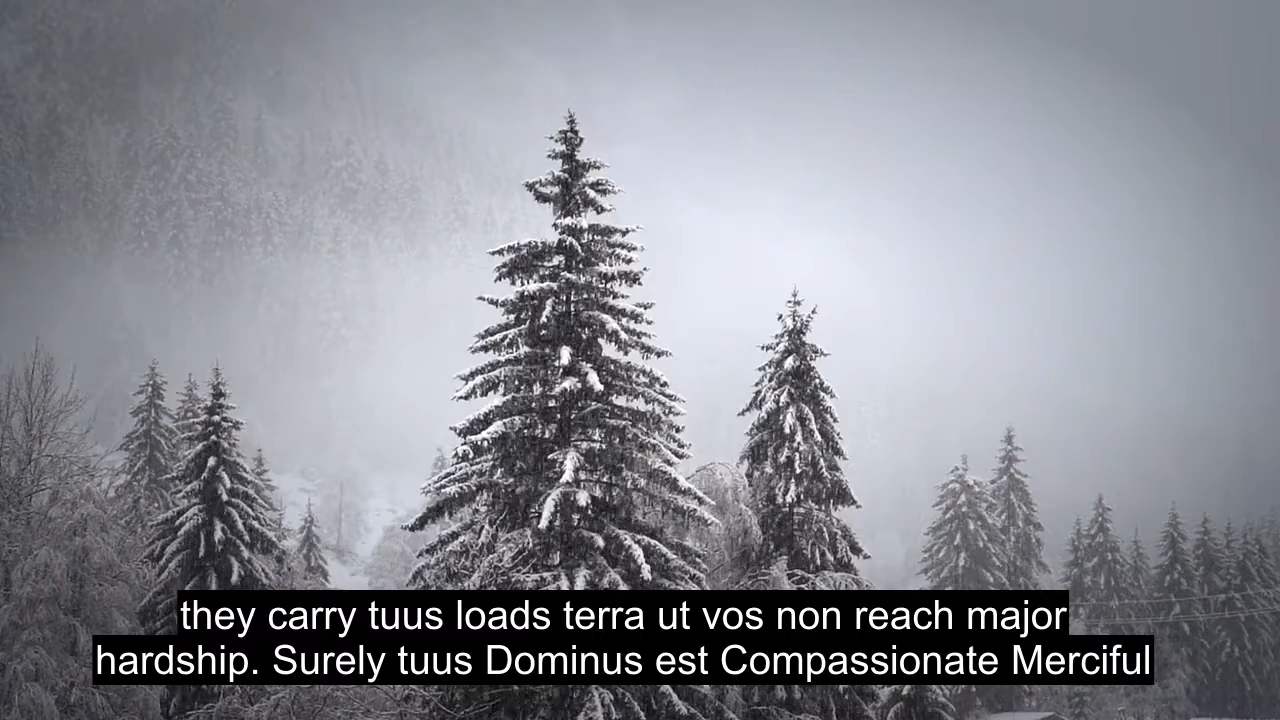 they carry tuus loads terra ut vos non reach major
hardship. Surely tuus Dominus est Compassionate Merciful